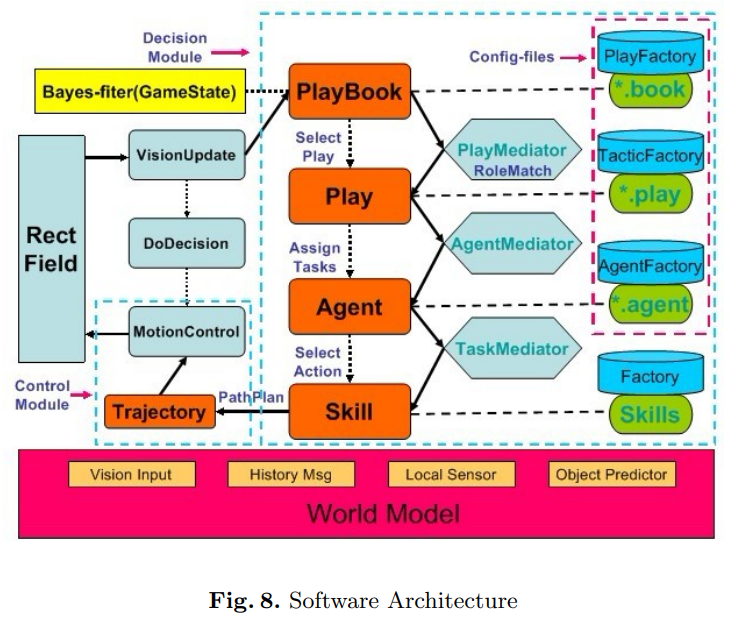 Decision
Module
Config-files
PlayFactory
*.book
Bayes-fiter(GameState)
PlayBook
VisionUpdate
Select
Play
PlayMediator
RoleMatch
TacticFactory
*.play
Rect
Field
Play
DoDecision
Assign
Tasks
AgentMediator
AgentFactory
*.agent
Agent
MotionControl
Select
Action
TaskMediator
Factory
Skills
Control
Module
Trajectory
PathPlan
Skill
Vision Input
History Msg
Local Sensor
Object Predictor
World Model
Fig. 8. Software Architecture